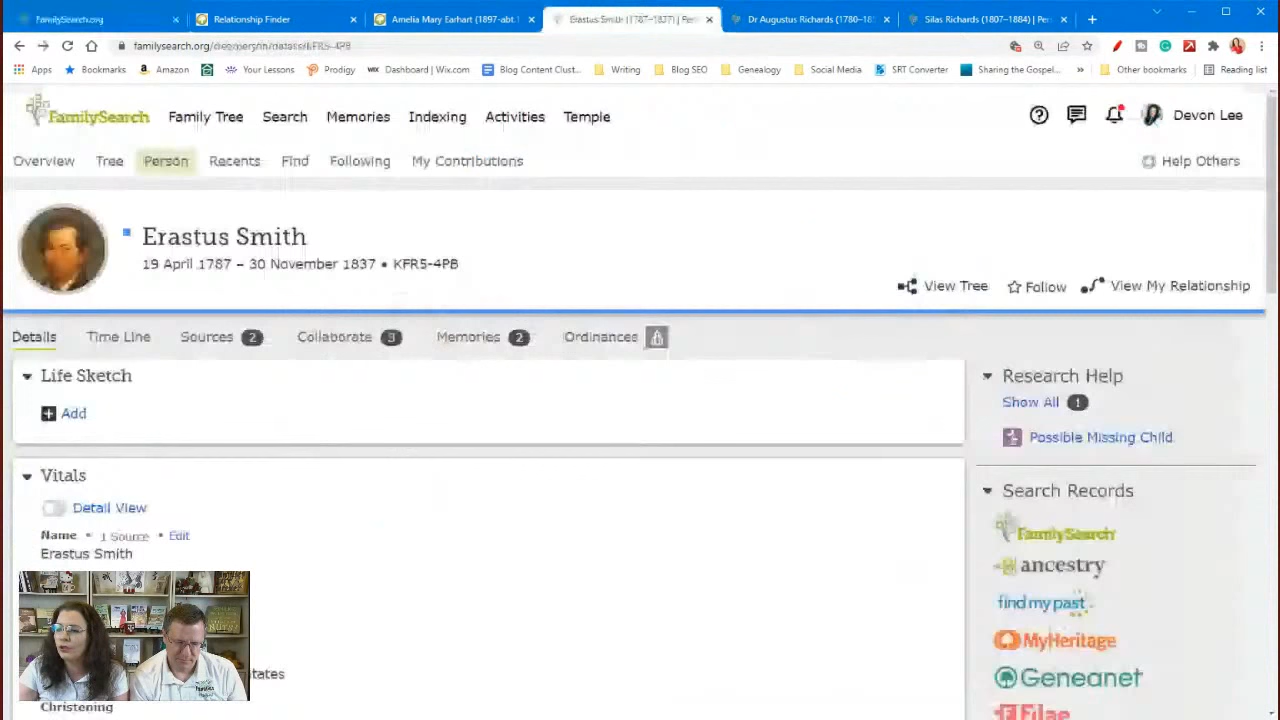 FamilySearch.org
Relationship Finder
Amelia Mary Earhart (1897-abt.1
Erastus Smith (1787–1837) | Pers
Dr Augustus Richards (1780–18
Silas Richards (1807–1884) | Per
Apps
Bookmarks
Amazon
Your Lessons
Prodigy
WIX Dashboard | Wix.com
Blog Content Clust...
Writing
Blog SEO
Genealogy
Social Media
SRT Converter
Sharing the Gospel...
»
Other bookmarks
Reading list
FamilySearch Family Tree Search Memories Indexing Activities Temple
Devon Lee
Overview Tree Person Recents Find Following My Contributions
Help Others
Erastus Smith
19 April 1787 – 30 November 1837 • KFR5-4PB
View Tree
Follow
View My Relationship
Details Time Line Sources 2 Collaborate 3 Memories 2 Ordinances
Life Sketch
Add
Research Help
Show All 1
Possible Missing Child
Vitals
Detail View
Name • 1 Source • Edit
Erastus Smith
Search Records
FamilySearch
ancestry
findmypast
MyHeritage
Geneanet
Filae
tates
Christening